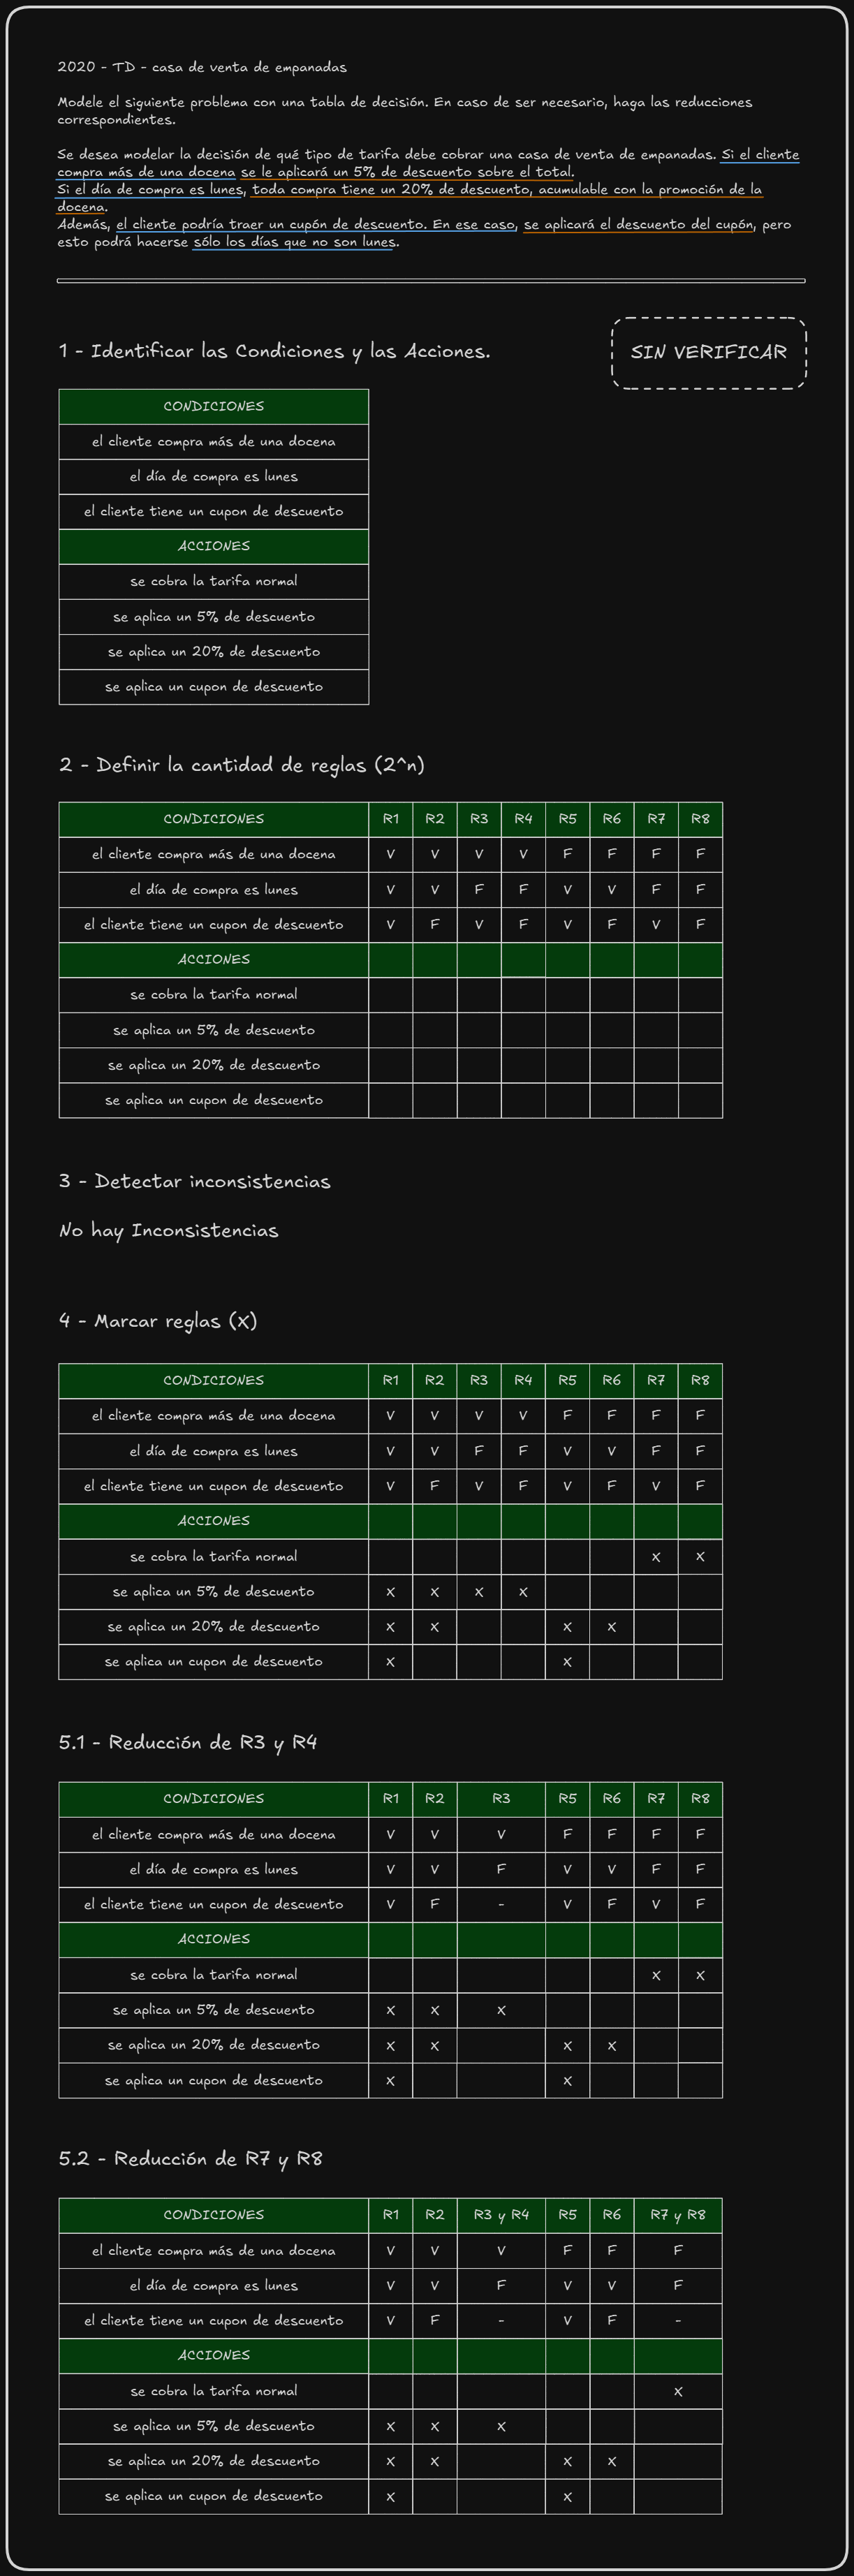 2020 - TD - casa de venta de empanadas
Modele el siguiente problema con una tabla de decisión. En caso de ser necesario, haga las reducciones
correspondientes.
Se desea modelar la decisión de qué tipo de tarifa debe cobrar una casa de venta de empanadas. Si el cliente
compra más de una docena se le aplicará un 5% de descuento sobre el total.
Si el día de compra es lunes, toda compra tiene un 20% de descuento, acumulable con la promoción de la
docena.
Además, el cliente podría traer un cupón de descuento. En ese caso, se aplicará el descuento del cupón, pero
esto podrá hacerse sólo los días que no son lunes.
1 - Identificar las Condiciones y las Acciones.
SIN VERIFICAR
CONDICIONES
el cliente compra más de una docena
el día de compra es lunes
el cliente tiene un cupon de descuento
ACCIONES
se cobra la tarifa normal
se aplica un 5% de descuento
se aplica un 20% de descuento
se aplica un cupon de descuento
2 - Definir la cantidad de reglas (2^n)
CONDICIONES R1 R2 R3 R4 R5 R6 R7 R8
el cliente compra más de una docena V V V V F F F F
el día de compra es lunes V V F F V V F F
el cliente tiene un cupon de descuento V F V F V F V F
ACCIONES
se cobra la tarifa normal
se aplica un 5% de descuento
se aplica un 20% de descuento
se aplica un cupon de descuento
3 - Detectar inconsistencias
No hay Inconsistencias
4 - Marcar reglas (x)
CONDICIONES R1 R2 R3 R4 R5 R6 R7 R8
el cliente compra más de una docena V V V V F F F F
el día de compra es lunes V V F F V V F F
el cliente tiene un cupon de descuento V F V F V F V F
ACCIONES
se cobra la tarifa normal x x
se aplica un 5% de descuento x x x x
se aplica un 20% de descuento x x x x
se aplica un cupon de descuento x x
5.1 - Reducción de R3 y R4
CONDICIONES R1 R2 R3 R5 R6 R7 R8
el cliente compra más de una docena V V V F F F F
el día de compra es lunes V V F V V F F
el cliente tiene un cupon de descuento V F - V F V F
ACCIONES
se cobra la tarifa normal x x
se aplica un 5% de descuento x x x
se aplica un 20% de descuento x x x x
se aplica un cupon de descuento x x
5.2 - Reducción de R7 y R8
CONDICIONES R1 R2 R3 y R4 R5 R6 R7 y R8
el cliente compra más de una docena V V V F F F
el día de compra es lunes V V F V V F
el cliente tiene un cupon de descuento V F - V F -
ACCIONES
se cobra la tarifa normal x
se aplica un 5% de descuento x x x
se aplica un 20% de descuento x x x x
se aplica un cupon de descuento x x